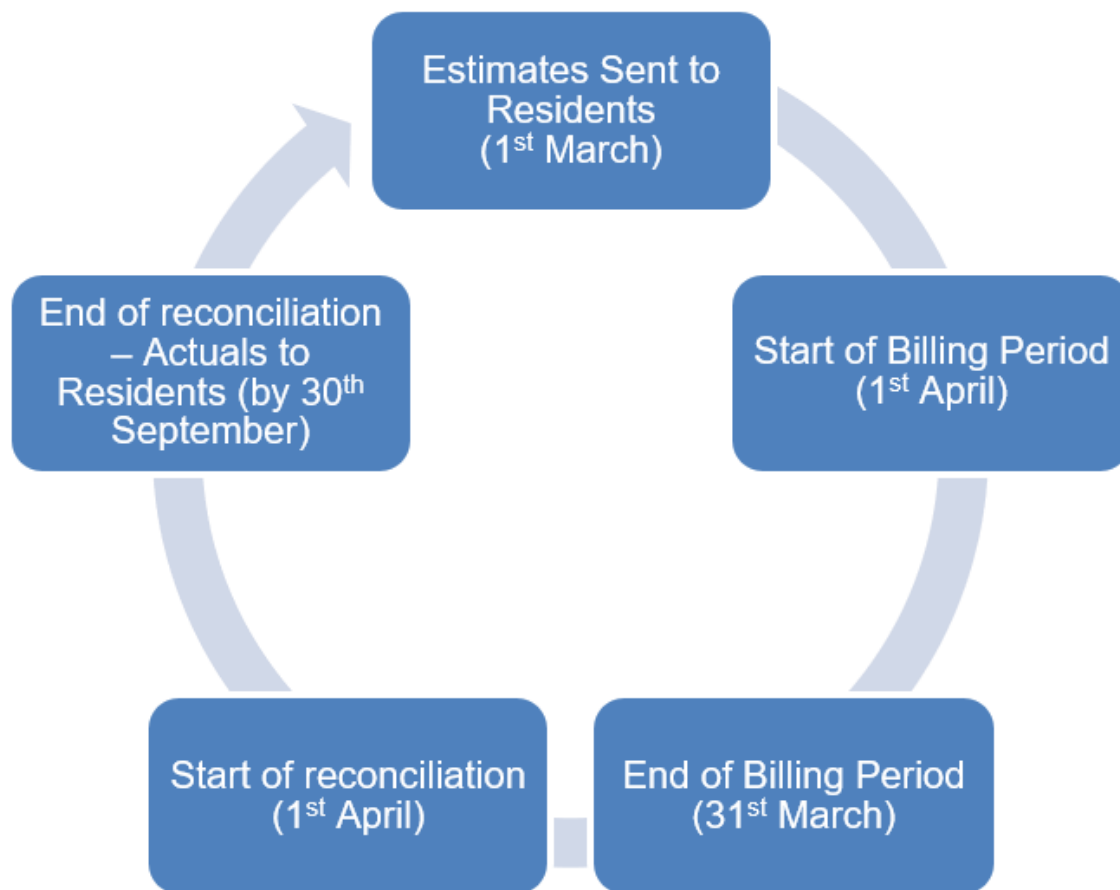 Estimates Sent to
Residents
(1st March)
Start of Billing Period
(1st April)
End of Billing Period
(31st March)
Start of reconciliation
(1st April)
End of reconciliation
– Actuals to
Residents (by 30th
September)